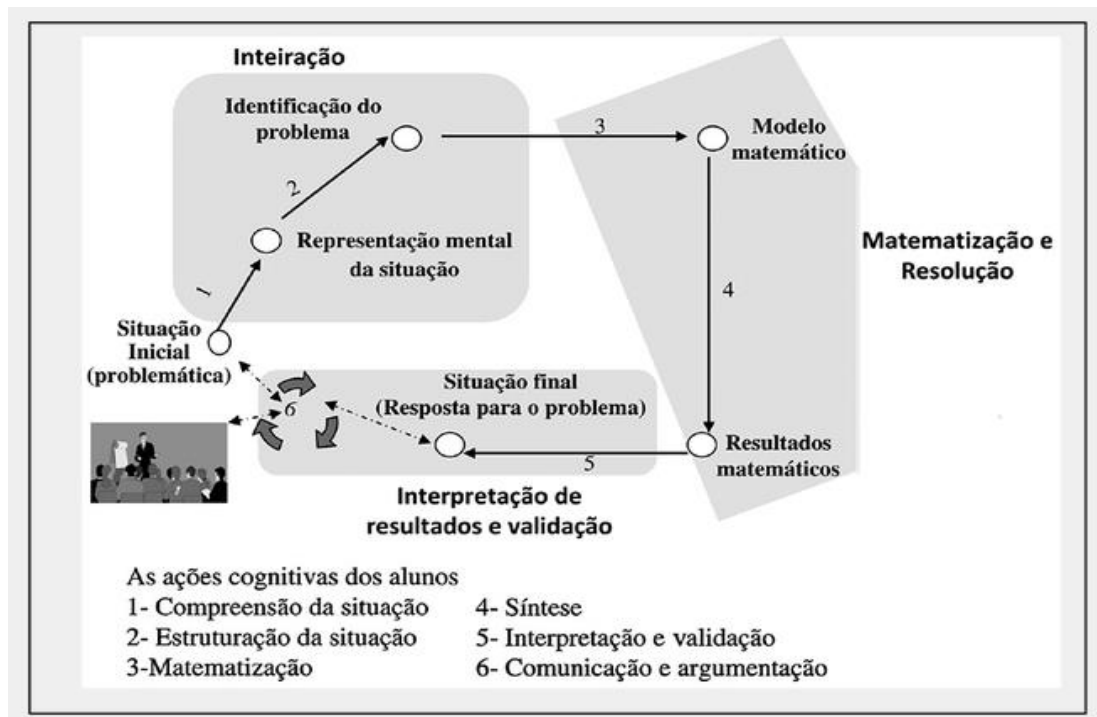 Inteiração
Identificação do
problema
3
Modelo
matemático
2
Representação mental
da situação
Matematização e
Resolução
1
4
Situação
Inicial
(problemática)
6
Situação final
(Resposta para o problema)
5
Resultados
matemáticos
Interpretação de
resultados e validação
As ações cognitivas dos alunos
1- Compreensão da situação
2- Estruturação da situação
3-Matematização
4- Síntese
5- Interpretação e validação
6- Comunicação e argumentação